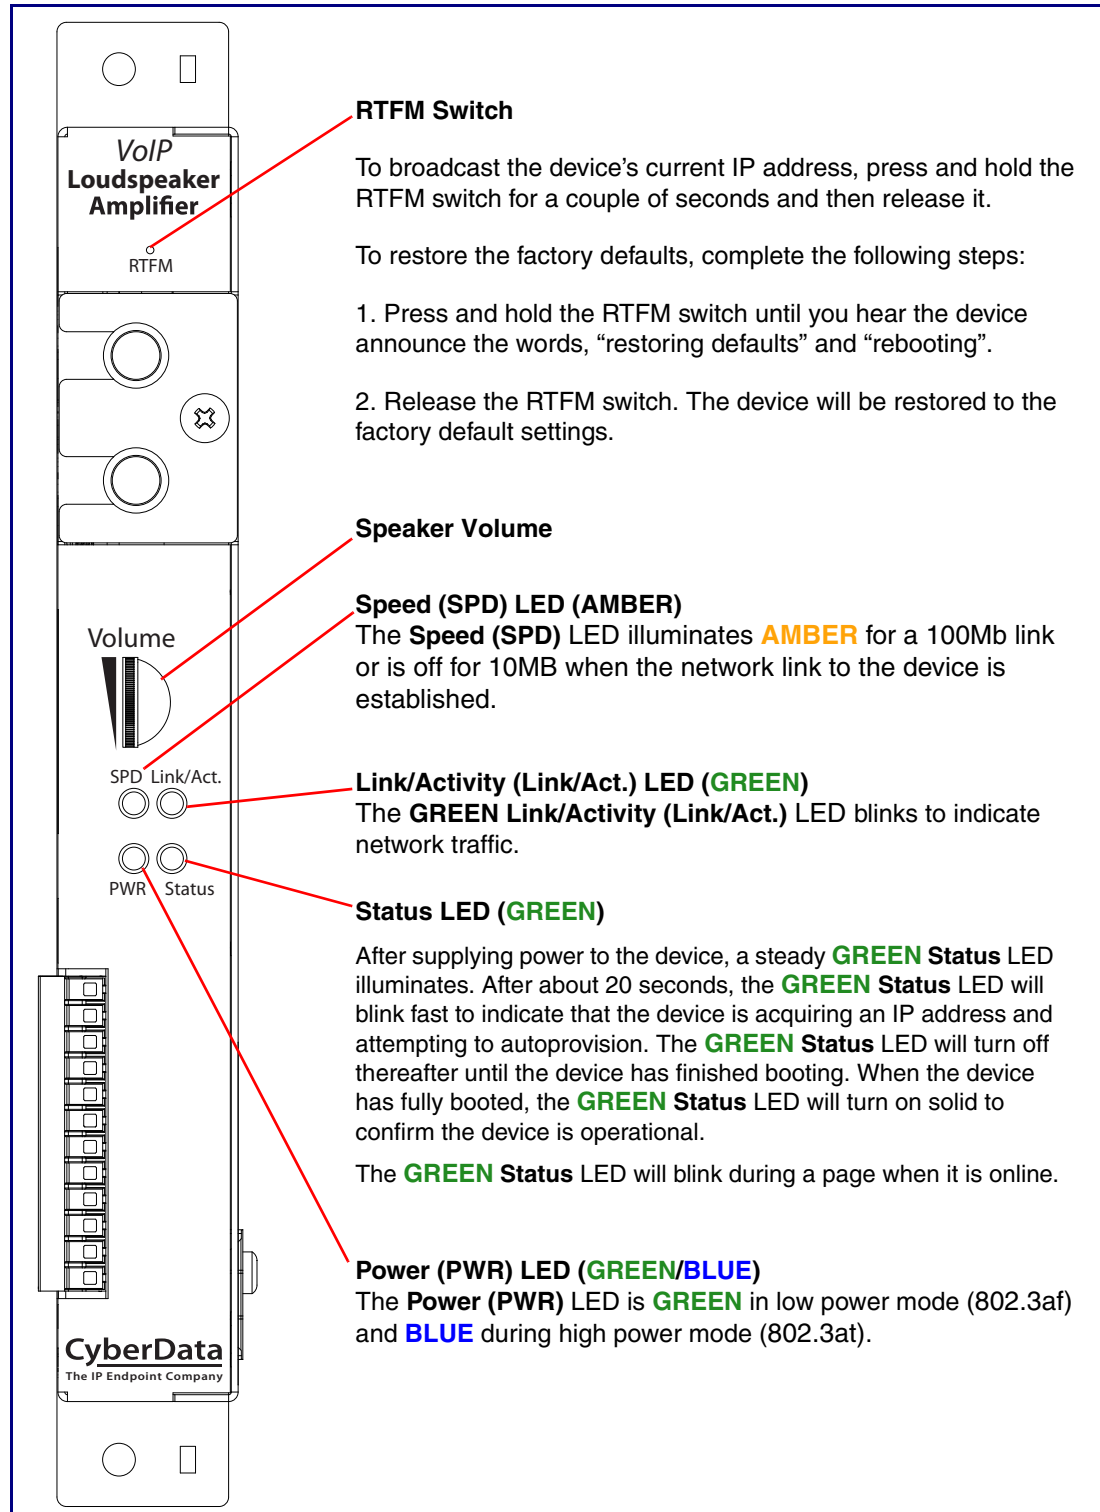 VoIP
Loudspeaker
Amplifier
RTFM
Volume
SPD Link/Act.
PWR Status
CyberData
The IP Endpoint Company
RTFM Switch
To broadcast the device’s current IP address, press and hold the
RTFM switch for a couple of seconds and then release it.
To restore the factory defaults, complete the following steps:
1. Press and hold the RTFM switch until you hear the device
announce the words, “restoring defaults” and “rebooting”.
2. Release the RTFM switch. The device will be restored to the
factory default settings.
Speaker Volume
Speed (SPD) LED (AMBER)
The Speed (SPD) LED illuminates AMBER for a 100Mb link
or is off for 10MB when the network link to the device is
established.
Link/Activity (Link/Act.) LED (GREEN)
The GREEN Link/Activity (Link/Act.) LED blinks to indicate
network traffic.
Status LED (GREEN)
After supplying power to the device, a steady GREEN Status LED
illuminates. After about 20 seconds, the GREEN Status LED will
blink fast to indicate that the device is acquiring an IP address and
attempting to autoprovision. The GREEN Status LED will turn off
thereafter until the device has finished booting. When the device
has fully booted, the GREEN Status LED will turn on solid to
confirm the device is operational.
The GREEN Status LED will blink during a page when it is online.
Power (PWR) LED (GREEN/BLUE)
The Power (PWR) LED is GREEN in low power mode (802.3af)
and BLUE during high power mode (802.3at).